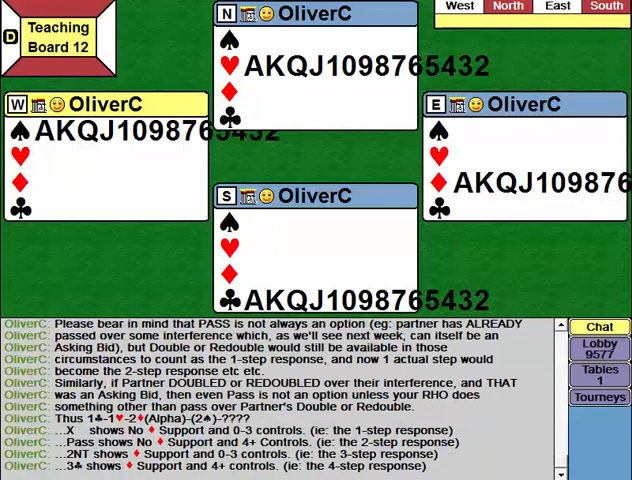 N OliverC
West North East South
D Teaching
Board 12
♠
♥ AKQJ1098765432
♦
♣
W OliverC
E OliverC
♠ AKQJ1098765432
♥
♦
♣
♠
♥
♦ AKQJ109876
♣
S OliverC
♠
♥
♦
♣ AKQJ1098765432
OliverC: Please bear in mind that PASS is not always an option (eg: partner has ALREADY
OliverC: passed over some interference which, as we'll see next week, can itself be an
OliverC: Asking Bid), but Double or Redouble would still be available in those
OliverC: circumstances to count as the 1-step response, and now 1 actual step would
OliverC: become the 2-step response etc etc.
OliverC: Similarly, if Partner DOUBLED or REDOUBLED over their interference, and THAT
OliverC: was an Asking Bid, then even Pass is not an option unless your RHO does
OliverC: something other than pass over Partner's Double or Redouble.
OliverC: Thus 1♣-1♥-2♦(Alpha)-(2♠)-????
OliverC: ...X shows No ♦ Support and 0-3 controls. (ie: the 1-step response)
OliverC: ...Pass shows No ♦ Support and 4+ Controls. (ie: the 2-step response)
OliverC: ...2NT shows ♦ Support and 0-3 controls. (ie: the 3-step response)
OliverC: ...3♣ shows ♦ Support and 4+ controls. (ie: the 4-step response)
Chat
Lobby
9577
Tables
1
Tourneys